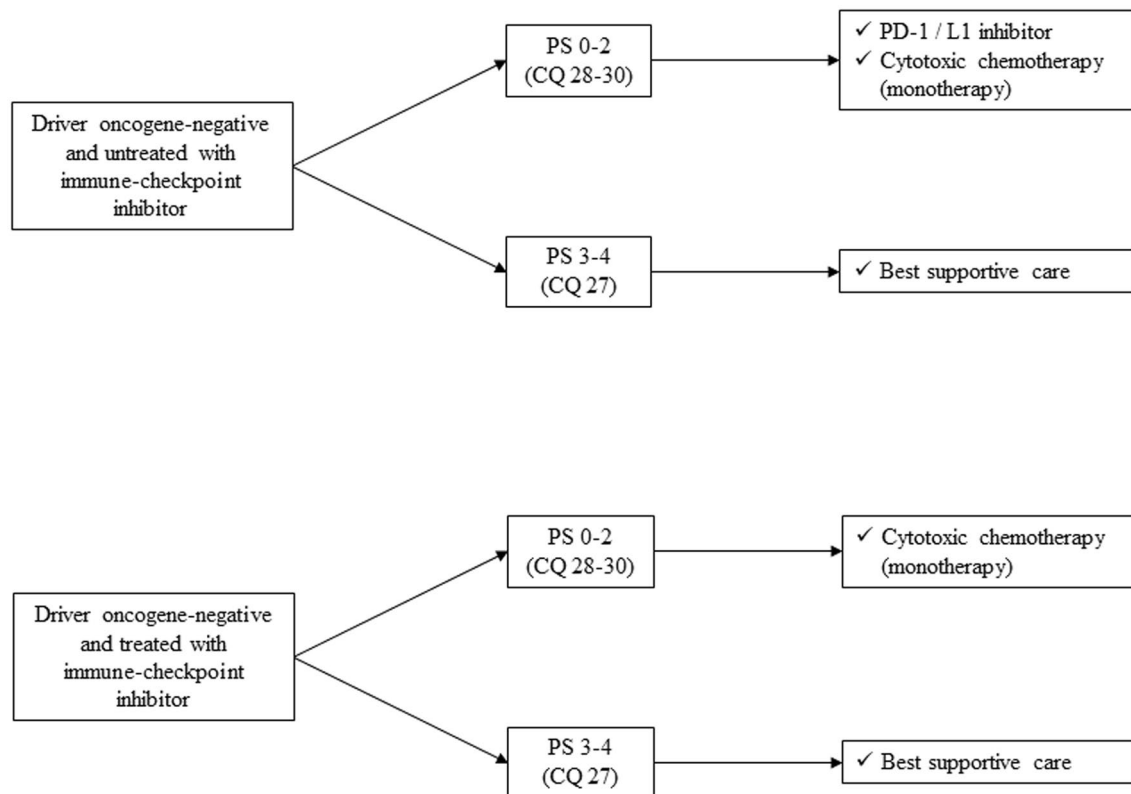 Driver oncogene-negative
and untreated with
immune-checkpoint
inhibitor
PS 0-2
(CQ 28-30)
✓ PD-1 / L1 inhibitor
✓ Cytotoxic chemotherapy
(monotherapy)
PS 3-4
(CQ 27)
✓ Best supportive care
Driver oncogene-negative
and treated with
immune-checkpoint
inhibitor
PS 0-2
(CQ 28-30)
✓ Cytotoxic chemotherapy
(monotherapy)
PS 3-4
(CQ 27)
✓ Best supportive care